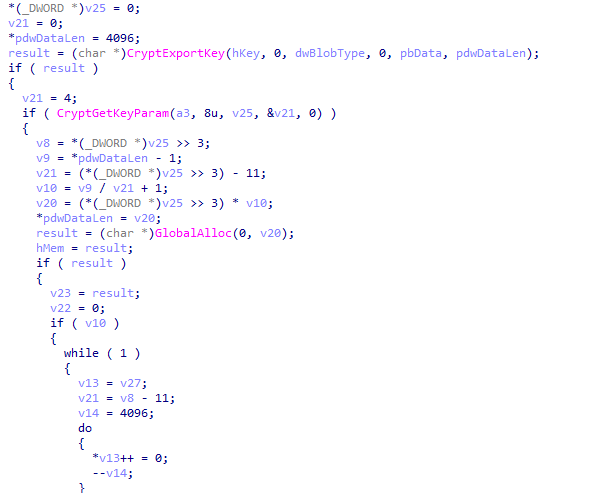 *(_DWORD *)v25 = 0;
v21 = 0;
*pdwDataLen = 4096;
result = (char *)CryptExportKey(hKey, 0, dwBlobType, 0, pbData, pdwDataLen);
if ( result )
{
v21 = 4;
if ( CryptGetKeyParam(a3, 8u, v25, &v21, 0) )
{
v8 = *(_DWORD *)v25 >> 3;
v9 = *pdwDataLen - 1;
v21 = (*(_DWORD *)v25 >> 3) - 11;
v10 = v9 / v21 + 1;
v20 = (*(_DWORD *)v25 >> 3) * v10;
*pdwDataLen = v20;
result = (char *)GlobalAlloc(0, v20);
hMem = result;
if ( result )
{
v23 = result;
v22 = 0;
if ( v10 )
{
while ( 1 )
{
v13 = v27;
v21 = v8 - 11;
v14 = 4096;
do
{
*v13++ = 0;
--v14;
}